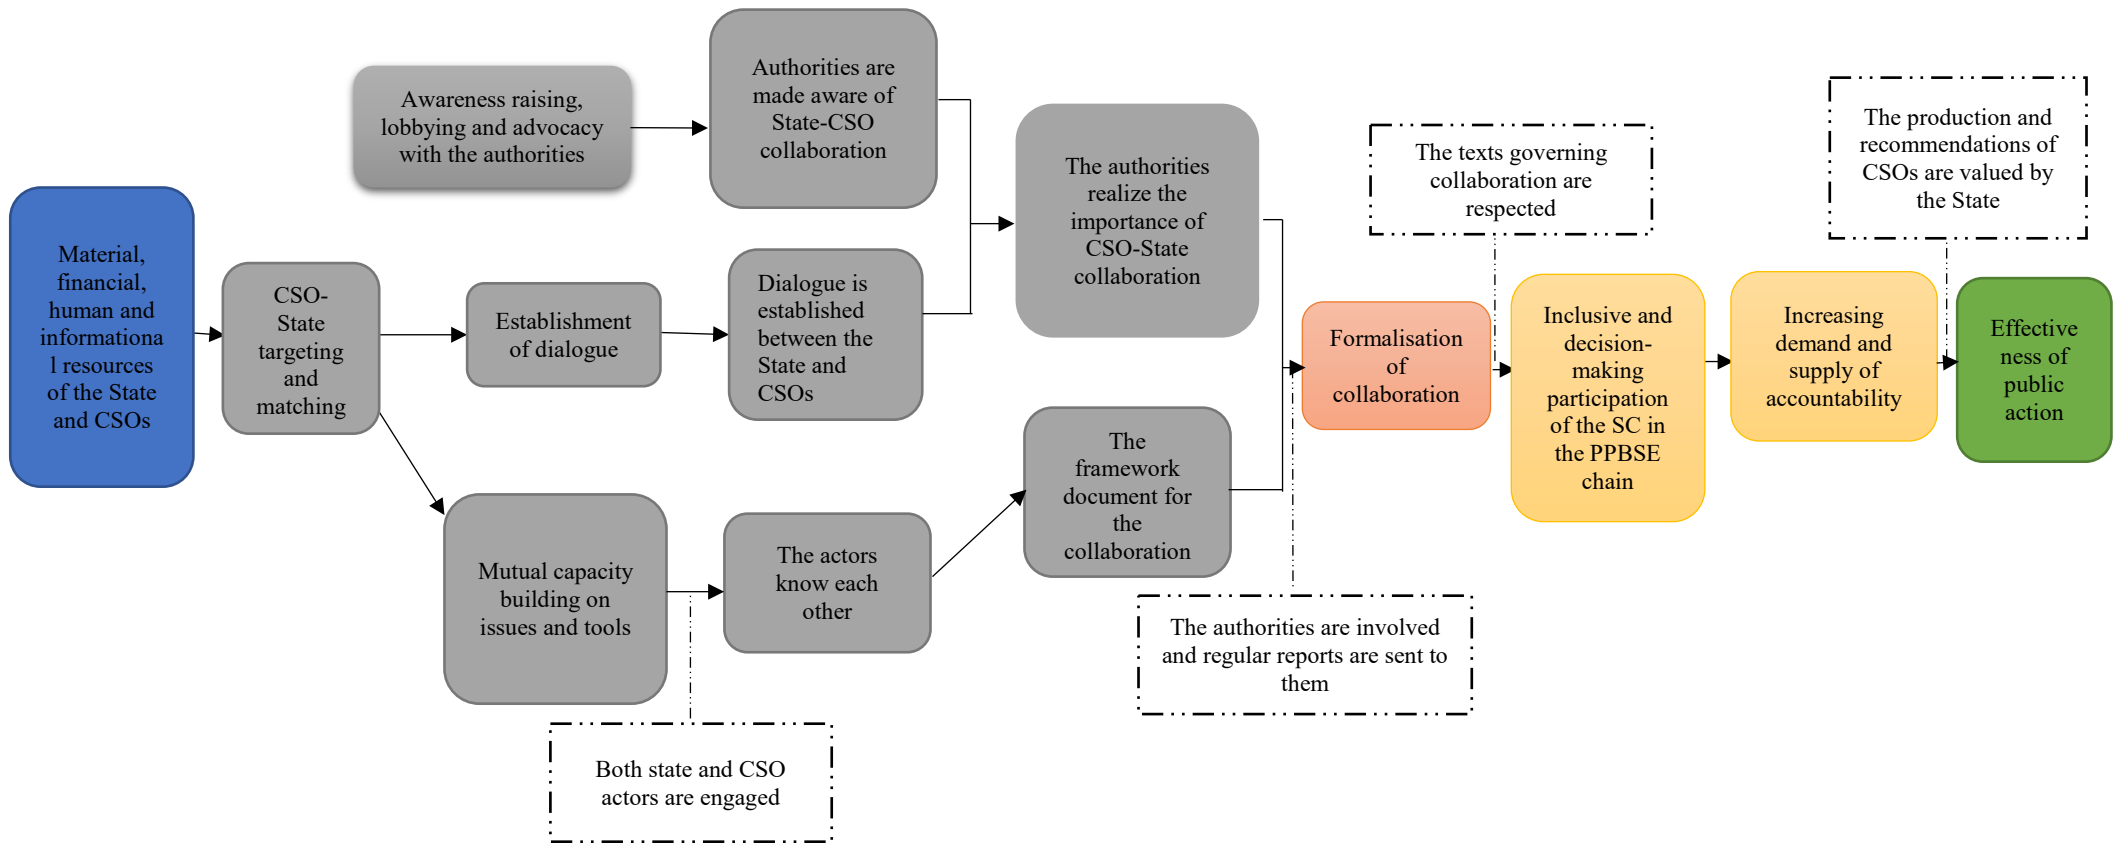 Material,
financial,
human and
informationa
l resources
of the State
and CSOs
CSO-
State
targeting
and
matching
Awareness raising,
lobbying and advocacy
with the authorities
Authorities are
made aware of
State-CSO
collaboration
Establishment
of dialogue
Dialogue is
established
between the
State and
CSOs
Mutual capacity
building on
issues and tools
Both state and CSO
actors are engaged
The actors
know each
other
The authorities
realize the
importance of
CSO-State
collaboration
The
framework
document for
the
collaboration
The authorities are involved
and regular reports are sent to
them
Formalisation
of
collaboration
The texts governing
collaboration are
respected
Inclusive and
decision-
making
participation
of the SC in
the PPBSE
chain
Increasing
demand and
supply of
accountability
The production and
recommendations of
CSOs are valued by
the State
Effective
ness of
public
action